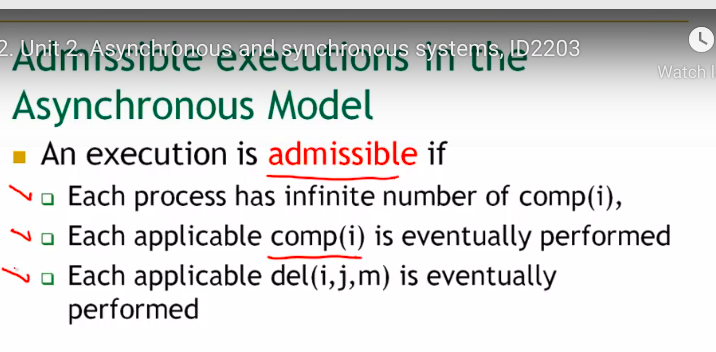 2. Unit 2. Asynchronous and synchronous systems, ID2203
Admissible executions in the
Watch
Asynchronous Model
An execution is admissible if
Each process has infinite number of comp(i),
Each applicable comp(i) is eventually performed
Each applicable del(i,j,m) is eventually
performed